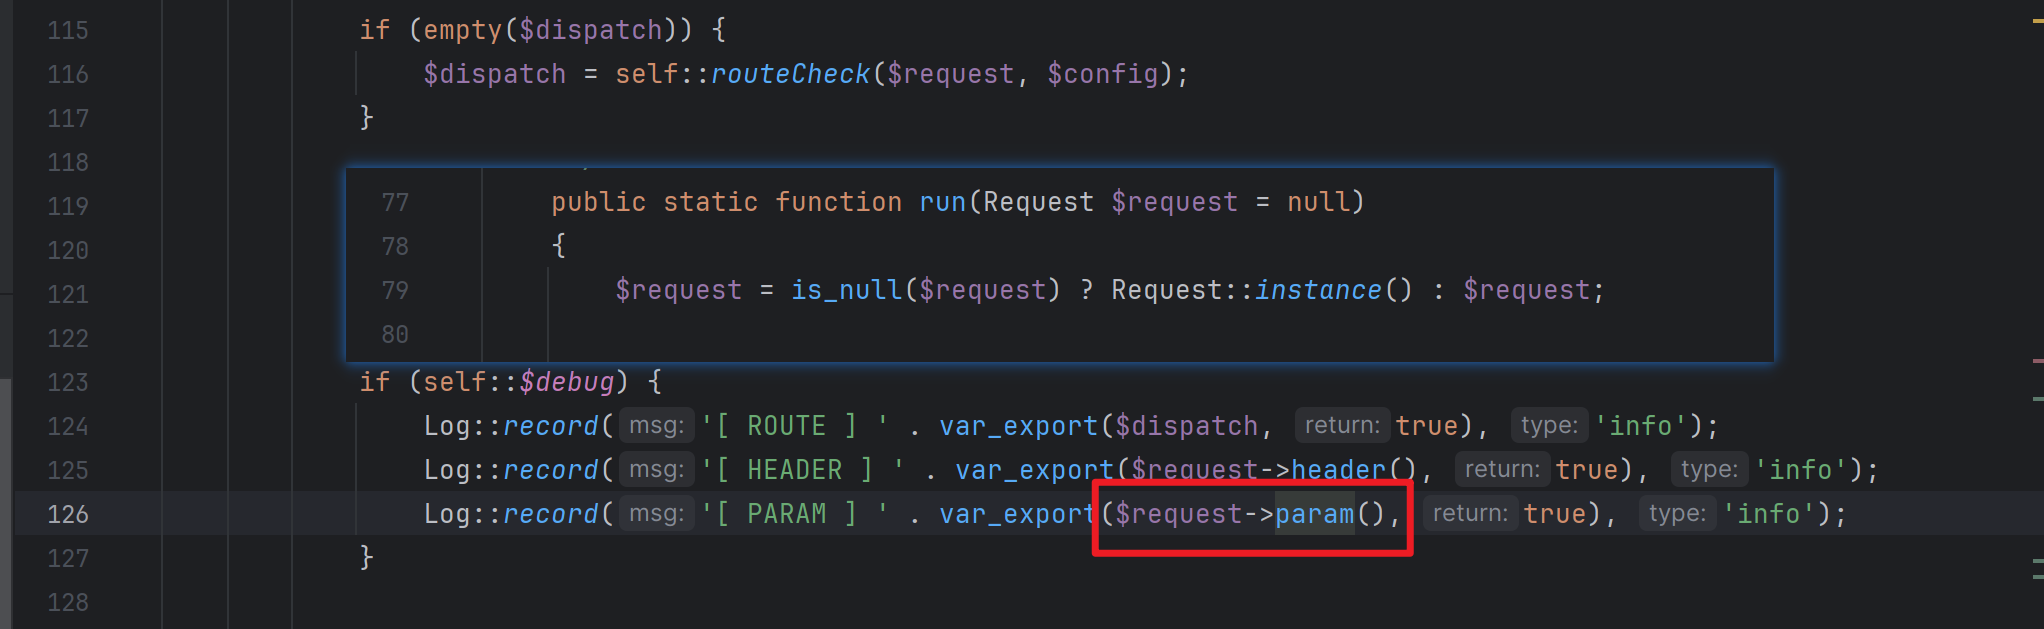 115 if (empty($dispatch)) {
116 $dispatch = self::routeCheck($request, $config);
117 }
118
119
120
121
122
77 public static function run(Request $request = null)
78 {
79 $request = is_null($request) ? Request::instance() : $request;
80
123 if (self::$debug) {
124 Log::record( msg: '[ ROUTE ] ' . var_export($dispatch, return: true), type: 'info');
125 Log::record( msg: '[ HEADER ] ' . var_export($request->header(), return: true), type: 'info');
126 Log::record( msg: '[ PARAM ] ' . var_export($request->param(), return: true), type: 'info');
127 }
128